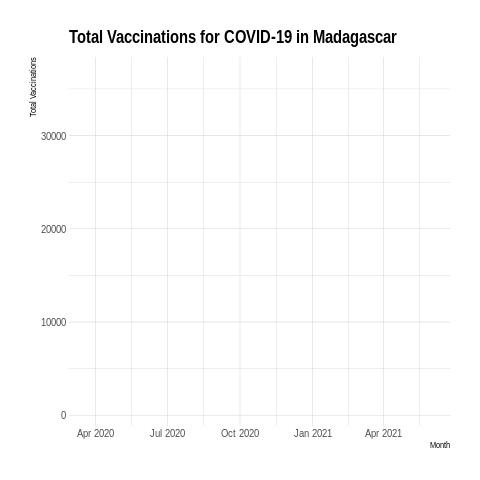 Total Vaccinations for COVID-19 in Madagascar
Total Vaccinations
30000
20000
10000
0
Apr 2020 Jul 2020 Oct 2020 Jan 2021 Apr 2021
Month